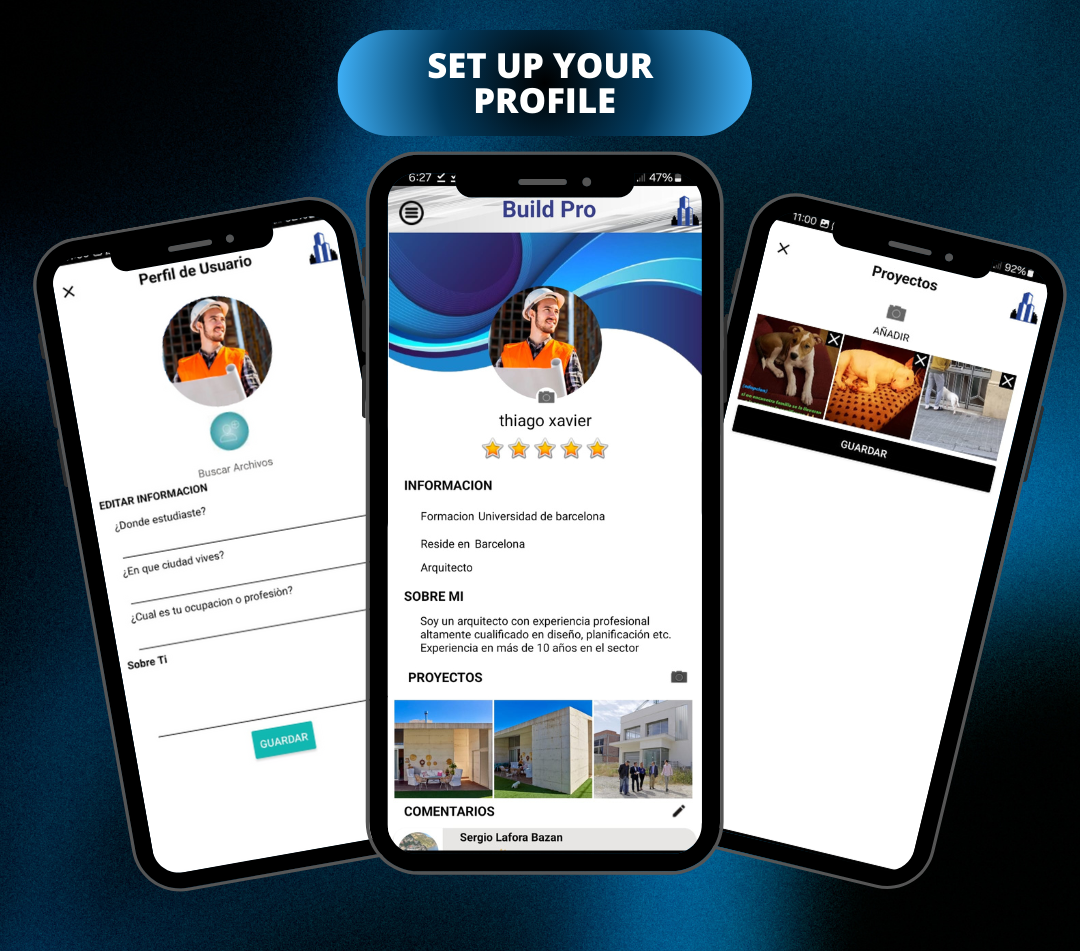 SET UP YOUR
PROFILE
Perfil de Usuario
Buscar Archivos
EDITAR INFORMACION
¿Donde estudiaste?
¿En que ciudad vives?
¿Cual es tu ocupacion o profesiòn?
Sobre Ti
GUARDAR
6:27
47%
Build Pro
thiago xavier
INFORMACION
Formacion Universidad de barcelona
Reside en Barcelona
Arquitecto
SOBRE MI
Soy un arquitecto con experiencia profesional
altamente cualificado en diseño, planificación etc.
Experiencia en más de 10 años en el sector
PROYECTOS
COMENTARIOS
Sergio Lafora Bazan
11:00
92%
Proyectos
AÑADIR
GUARDAR